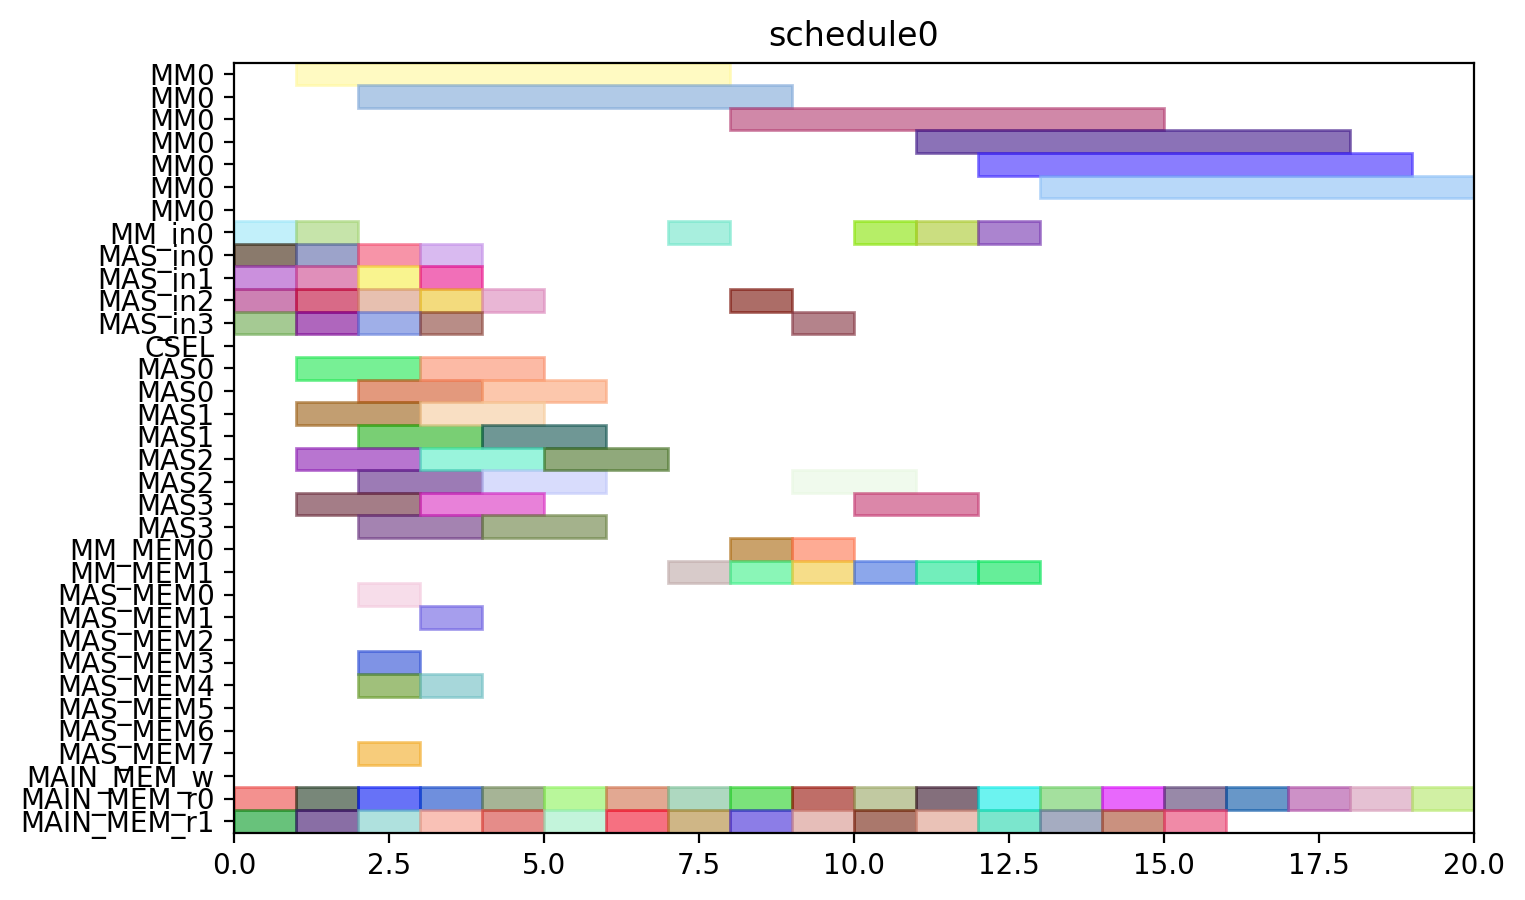 schedule0
MM0
MM0
MM0
MM0
MM0
MM0
MM0
MM_in0
MAS_in0
MAS_in1
MAS_in2
MAS_in3
CSEL
MAS0
MAS0
MAS1
MAS1
MAS2
MAS2
MAS3
MAS3
MM_MEM0
MM_MEM1
MAS_MEM0
MAS_MEM1
MAS_MEM2
MAS_MEM3
MAS_MEM4
MAS_MEM5
MAS_MEM6
MAS_MEM7
MAIN_MEM_w
MAIN_MEM_r0
MAIN_MEM_r1
0.0 2.5 5.0 7.5 10.0 12.5 15.0 17.5 20.0